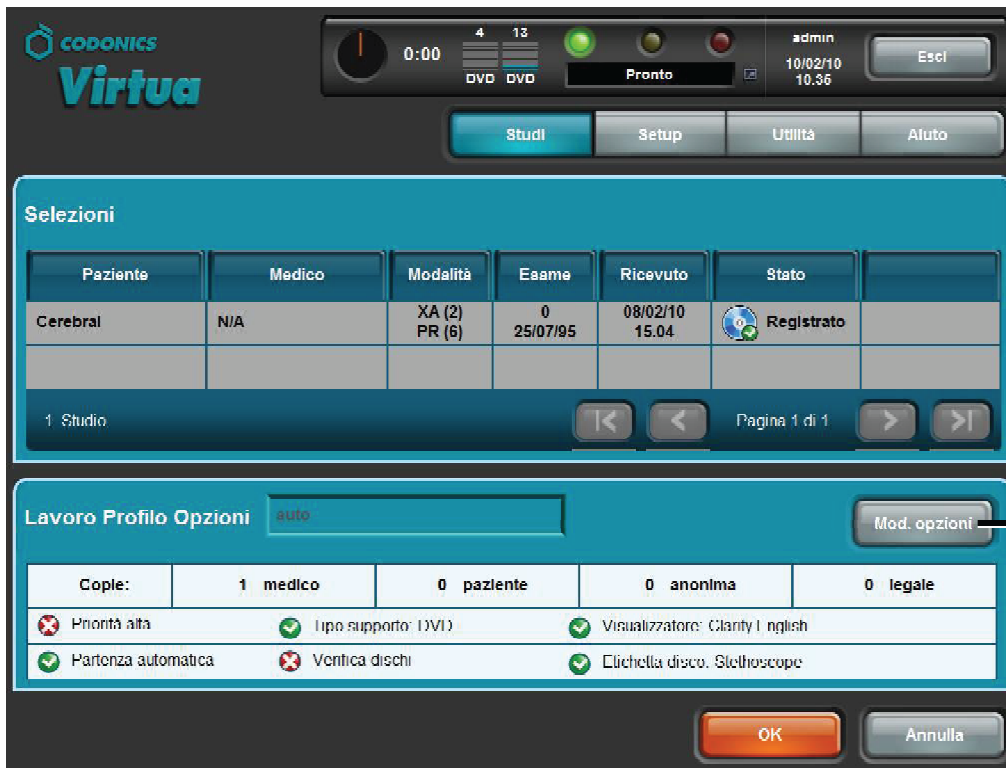 CODONICS
Virtua
0:00
4 13
DVD DVD
Pronto
admin
10/02/10
10.35
Esci
Studi Setup Utilità Aiuto
Selezioni
Paziente Medico Modalità Esame Ricevuto Stato
Cerebral N/A XA (2) 0 08/02/10 Registrato
PR (6) 25/07/95 15.04
1 Studio Pagina 1 di 1
Lavoro Profilo Opzioni auto Mod. opzioni
Copie: 1 medico 0 paziente 0 anonima 0 legale
Priorità alta Tipo supporto: DVD Visualizzatore: Clarity English
Partenza automatica Verifica dischi Etichetta disco: Stethoscope
OK Annulla